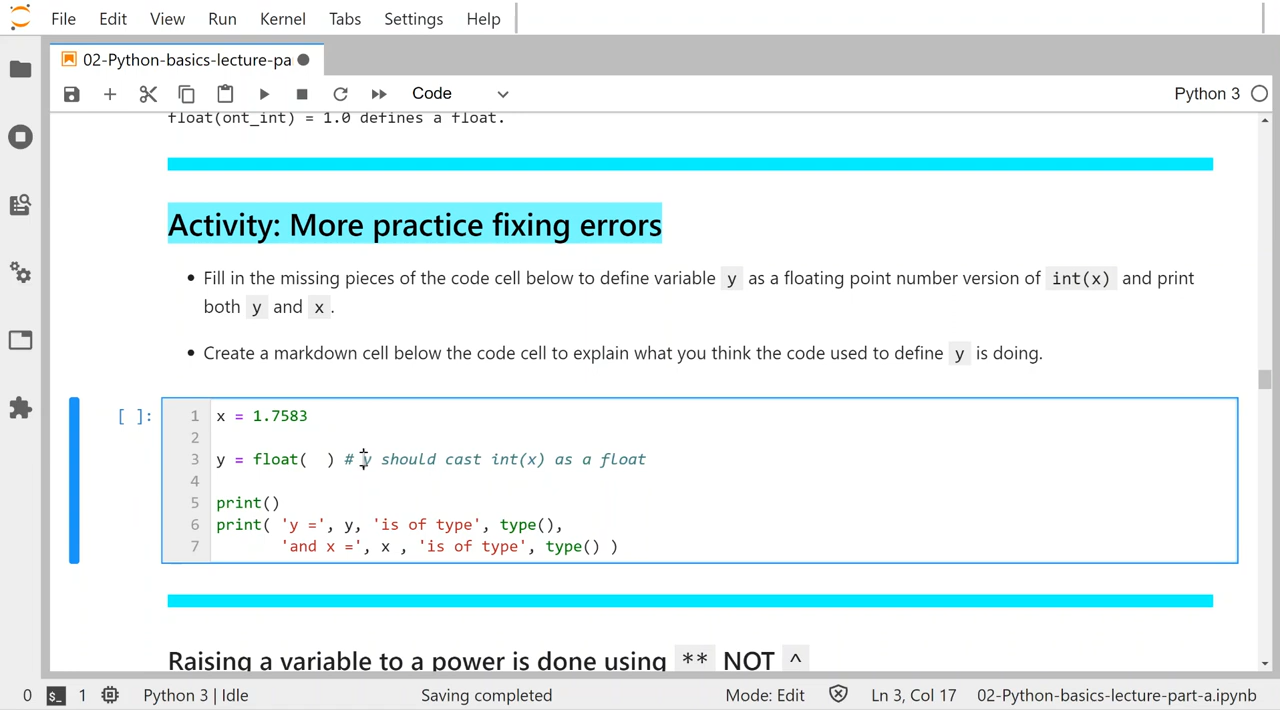 File Edit View Run Kernel Tabs Settings Help
02-Python-basics-lecture-pa
Code Python 3
float(ont_int) = 1.0 defines a float.
Activity: More practice fixing errors
• Fill in the missing pieces of the code cell below to define variable y as a floating point number version of int(x) and print
both y and x.
• Create a markdown cell below the code cell to explain what you think the code used to define y is doing.
[ ]: 1 x = 1.7583
2
3 y = float(  ) # y should cast int(x) as a float
4
5 print()
6 print( 'y =', y, 'is of type', type(),
7 'and x =', x , 'is of type', type() )
Raising a variable to a power is done using ** NOT ^
0 $_ 1 Python 3 | Idle Saving completed Mode: Edit Ln 3, Col 17 02-Python-basics-lecture-part-a.ipynb